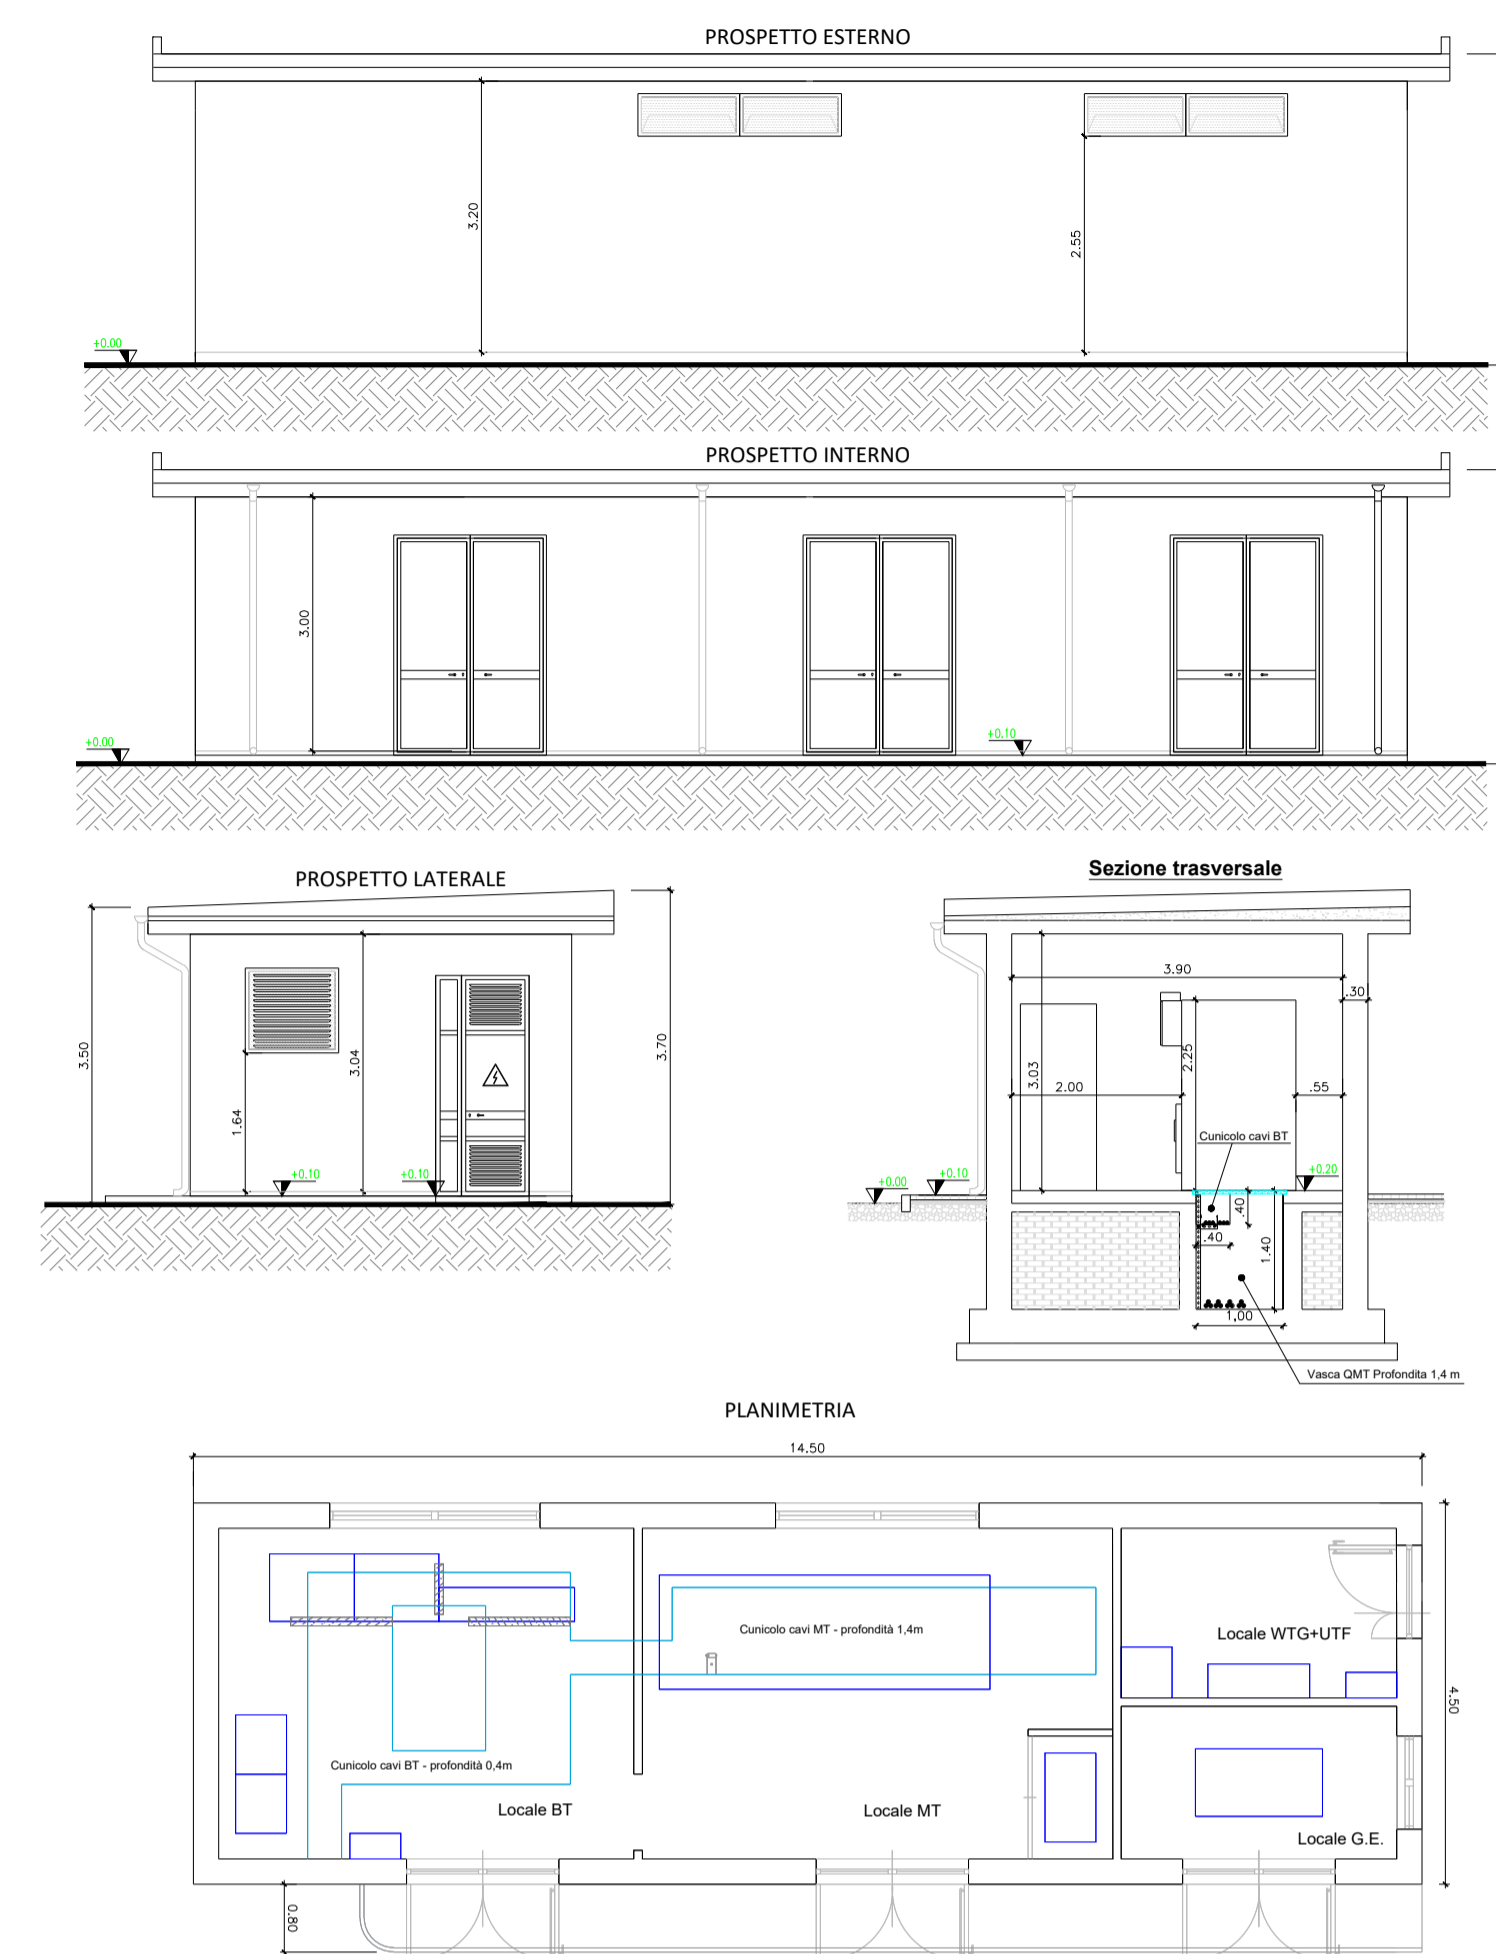 PROSPETTO ESTERNO
3.20
2.55
+0.00
PROSPETTO INTERNO
3.00
+0.00
+0.10
PROSPETTO LATERALE
3.50
1.64
3.04
3.70
+0.10
+0.10
Sezione trasversale
3.90
.30
3.03
2.25
2.00
.55
Cunicolo cavi BT
+0.00
+0.10
+0.20
.40
.40
1.40
1,00
Vasca QMT Profondita 1,4 m
PLANIMETRIA
14.50
Cunicolo cavi MT - profondità 1,4m
Locale WTG+UTF
4.50
Cunicolo cavi BT - profondità 0,4m
Locale BT
Locale MT
Locale G.E.
0.80